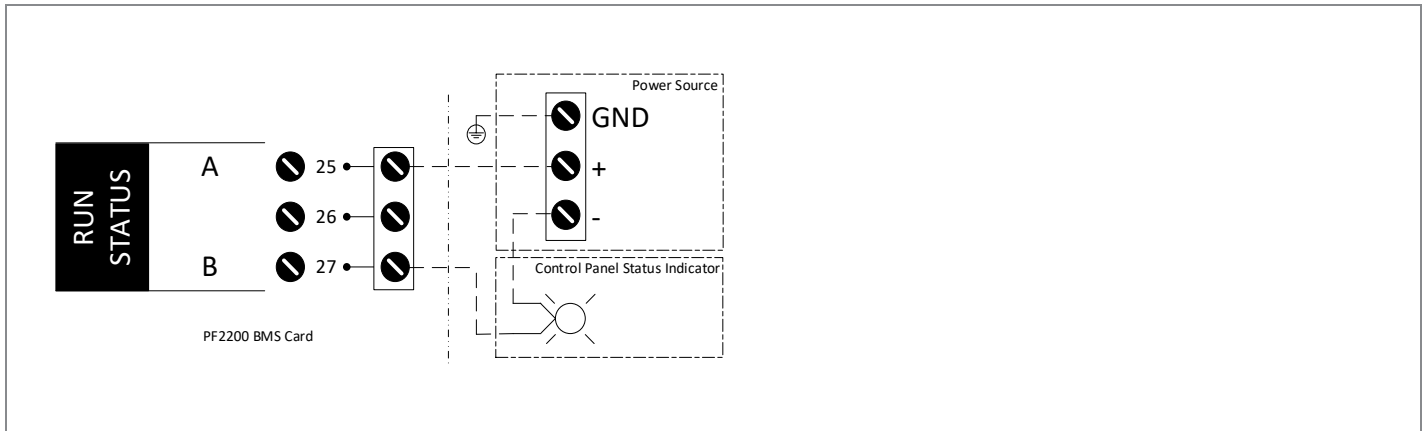 Power Source
GND
+
-
RUN
STATUS
A
25
26
B
27
Control Panel Status Indicator
PF2200 BMS Card